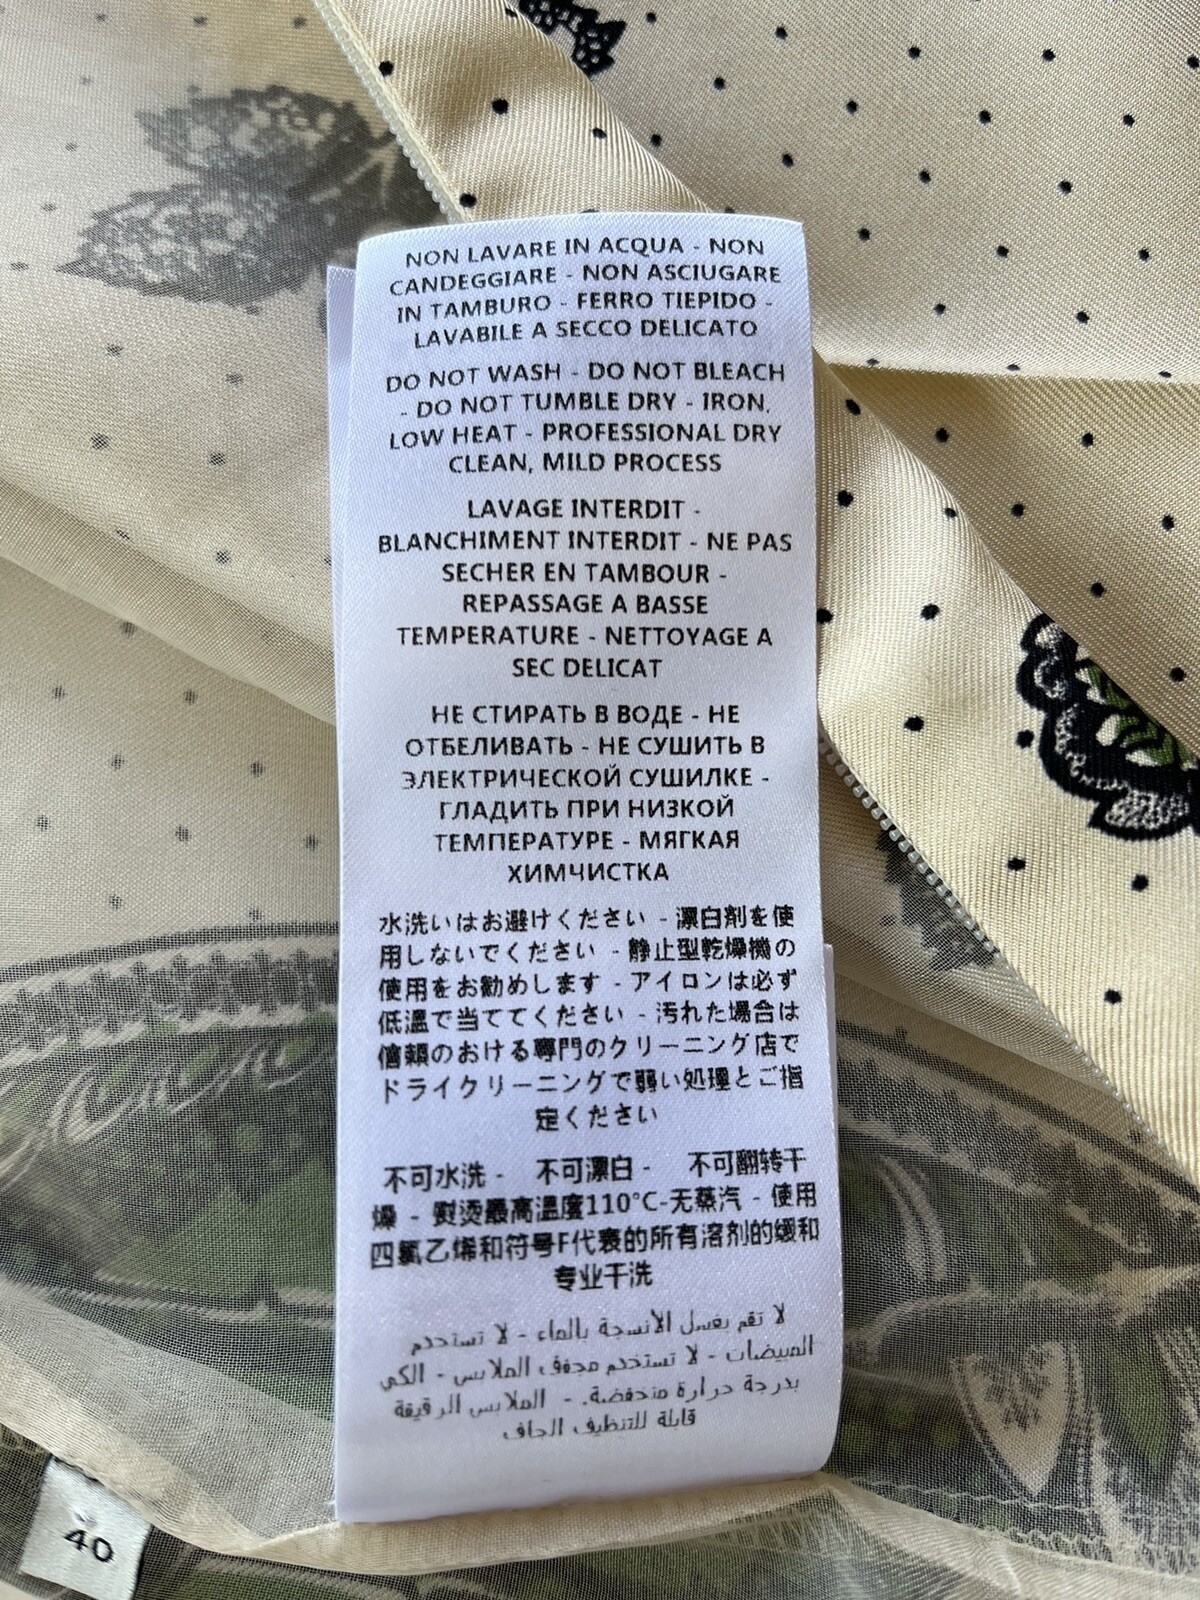 NON LAVARE IN ACQUA - NON
CANDEGGIARE - NON ASCIUGARE
IN TAMBURO - FERRO TIEPIDO -
LAVABILE A SECCO DELICATO
DO NOT WASH - DO NOT BLEACH
- DO NOT TUMBLE DRY - IRON,
LOW HEAT - PROFESSIONAL DRY
CLEAN, MILD PROCESS
LAVAGE INTERDIT -
BLANCHIMENT INTERDIT - NE PAS
SECHER EN TAMBOUR -
REPASSAGE A BASSE
TEMPERATURE - NETTOYAGE A
SEC DELICAT
НЕ СТИРАТЬ В ВОДЕ - НЕ
ОТБЕЛИВАТЬ - НЕ СУШИТЬ В
ЭЛЕКТРИЧЕСКОЙ СУШИЛКЕ -
ГЛАДИТЬ ПРИ НИЗКОЙ
ТЕМПЕРАТУРЕ - МЯГКАЯ
ХИМЧИСТКА
水洗いはお避けください - 漂白剤を使
用しないでください - 静止型乾燥機の
使用をお勧めします - アイロンは必ず
低温で当ててください - 汚れた場合は
信頼のおける専門のクリーニング店で
ドライクリーニングで弱い処理とご指
定ください
不可水洗 - 不可漂白 - 不可翻转干
燥 - 熨烫最高温度110°C-无蒸汽 - 使用
四氯乙烯和符号F代表的所有溶剂的缓和
专业干洗
لا تقم بغسل الأنسجة بالماء - لا تستخدم
المبيضات - لا تستخدم مجفف الملابس - الكي
بدرجة حرارة منخفضة. - الملابس الرقيقة
قابلة للتنظيف الجاف
40